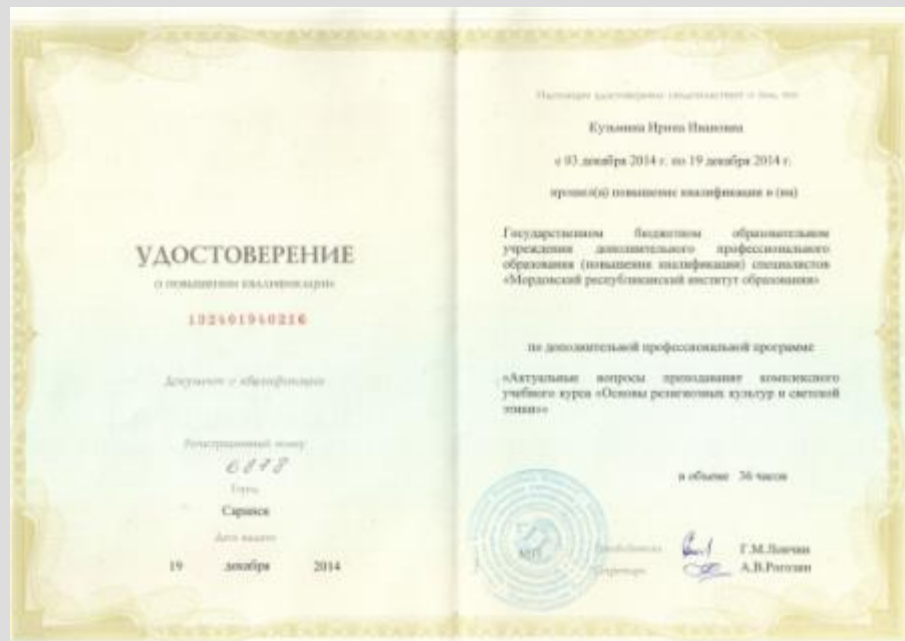 УДОСТОВЕРЕНИЕ
о повышении квалификации
132401940216
Документ о квалификации
Регистрационный номер
Город
Саранск
Дата выдачи
19 декабря 2014
Настоящее удостоверение свидетельствует о том, что
Кузьмина Ирина Ивановна
с 03 декабря 2014 г. по 19 декабря 2014 г.
прошел(а) повышение квалификации в (на)
Государственном бюджетном образовательном
учреждении дополнительного профессионального
образования (повышения квалификации) специалистов
«Мордовский республиканский институт образования»
по дополнительной профессиональной программе
«Актуальные вопросы преподавания комплексного
учебного курса «Основы религиозных культур и светской
этики»»
в объеме 36 часов
М.П.
Руководитель
Секретарь А.В.Рогозин